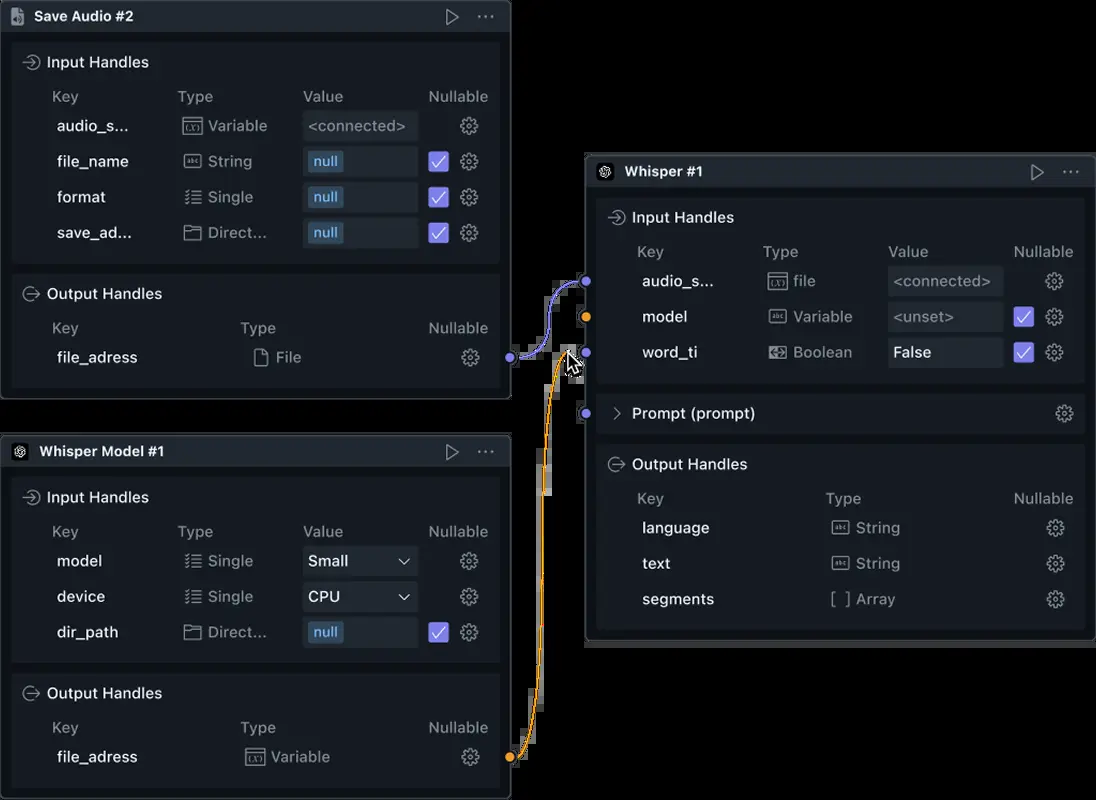 Save Audio #2
Input Handles
Key Type Value Nullable
audio_s... Variable <connected>
file_name String null
format Single null
save_ad... Direct... null
Output Handles
Key Type Nullable
file_adress File
Whisper Model #1
Input Handles
Key Type Value Nullable
model Single Small
device Single CPU
dir_path Direct... null
Output Handles
Key Type Nullable
file_adress Variable
Whisper #1
Input Handles
Key Type Value Nullable
audio_s... file <connected>
model Variable <unset>
word_ti Boolean False
Prompt (prompt)
Output Handles
Key Type Nullable
language String
text String
segments Array